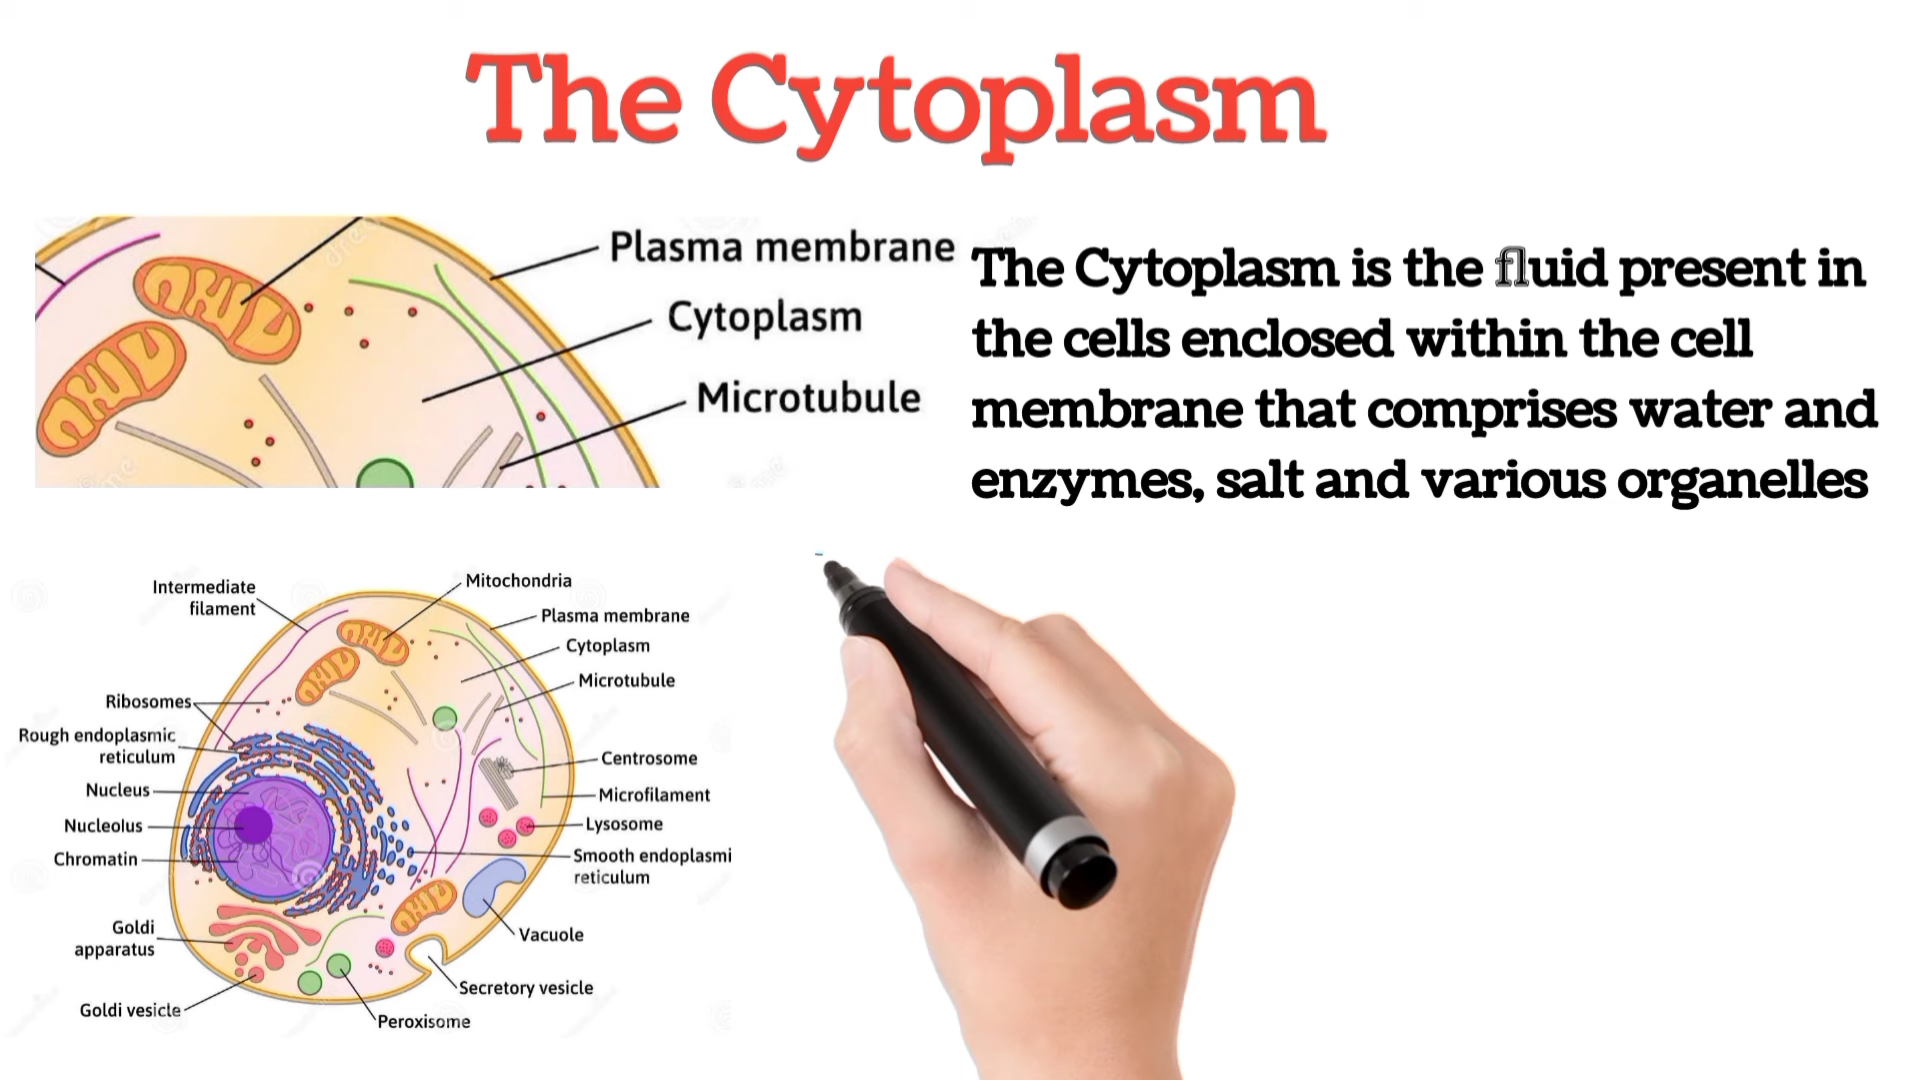 The Cytoplasm
Plasma membrane
Cytoplasm
Microtubule
The Cytoplasm is the fluid present in
the cells enclosed within the cell
membrane that comprises water and
enzymes, salt and various organelles
Intermediate
filament
Mitochondria
Plasma membrane
Cytoplasm
Microtubule
Ribosomes
Rough endoplasmic
reticulum
Nucleus
Nucleolus
Chromatin
Centrosome
Microfilament
Lysosome
Smooth endoplasmi
reticulum
Goldi
apparatus
Vacuole
Secretory vesicle
Goldi vesicle
Peroxisome